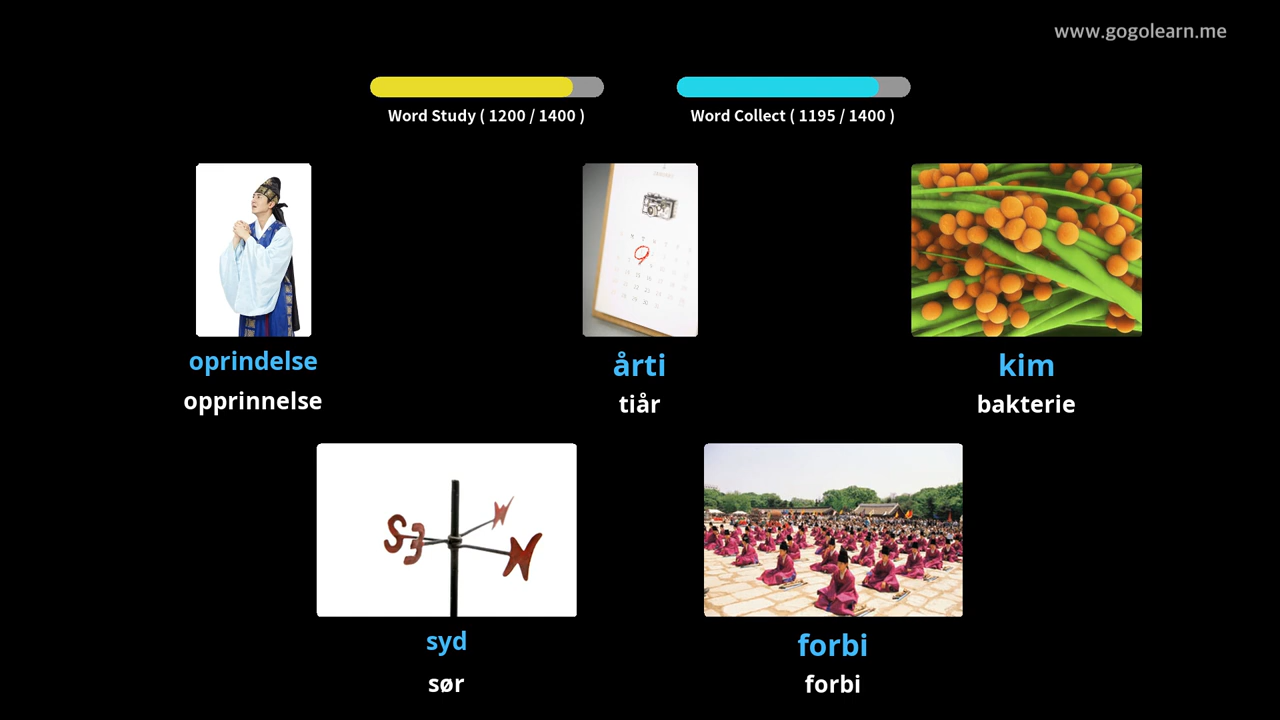 www.gogolearn.me
Word Study ( 1200 / 1400 )
Word Collect ( 1195 / 1400 )
oprindelse
opprinnelse
årti
tiår
kim
bakterie
syd
sør
forbi
forbi